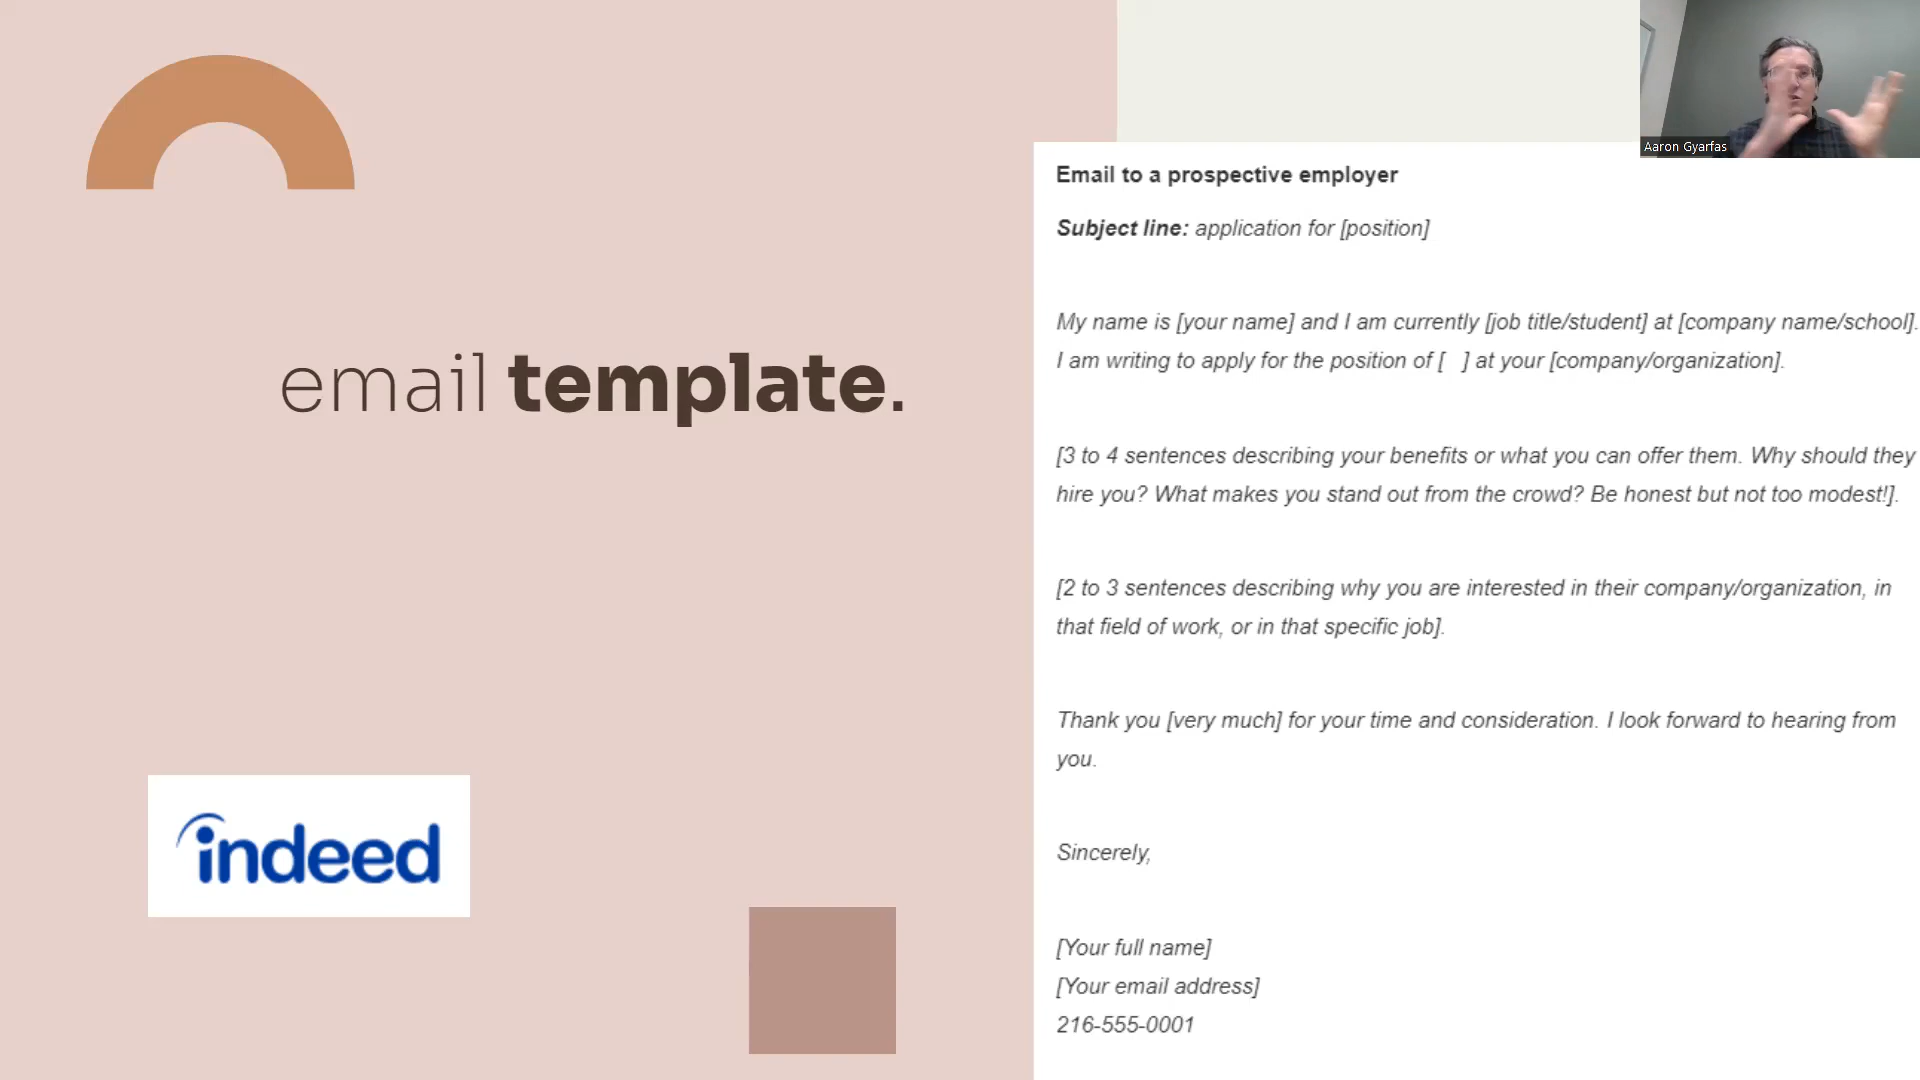 Aaron Gyarfas
Email to a prospective employer
Subject line: application for [position]
My name is [your name] and I am currently [job title/student] at [company name/school].
I am writing to apply for the position of [   ] at your [company/organization].
email template.
[3 to 4 sentences describing your benefits or what you can offer them. Why should they
hire you? What makes you stand out from the crowd? Be honest but not too modest!].
[2 to 3 sentences describing why you are interested in their company/organization, in
that field of work, or in that specific job].
Thank you [very much] for your time and consideration. I look forward to hearing from
you.
Sincerely,
indeed
[Your full name]
[Your email address]
216-555-0001